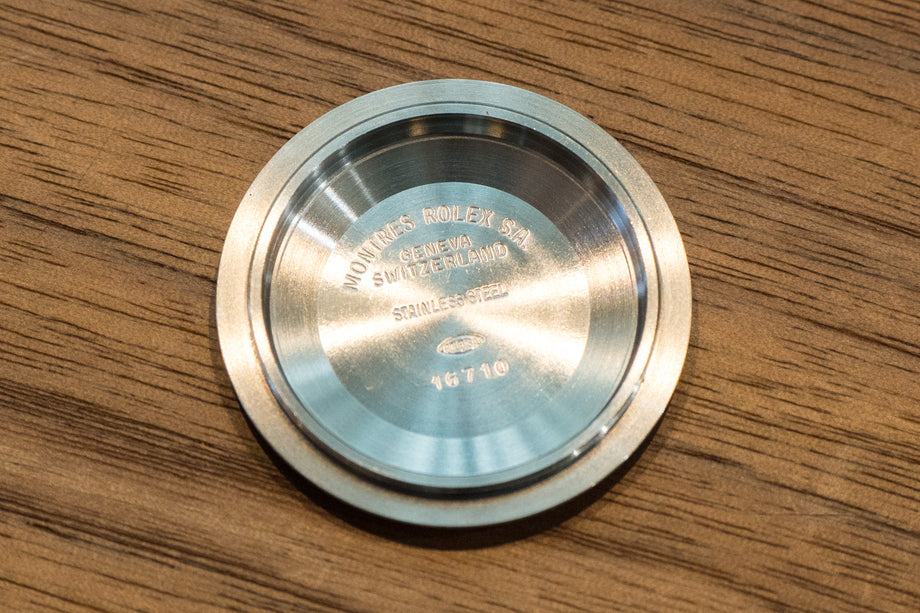 MONTRES ROLEX S.A.
GENEVA
SWITZERLAND
STAINLESS STEEL
16710